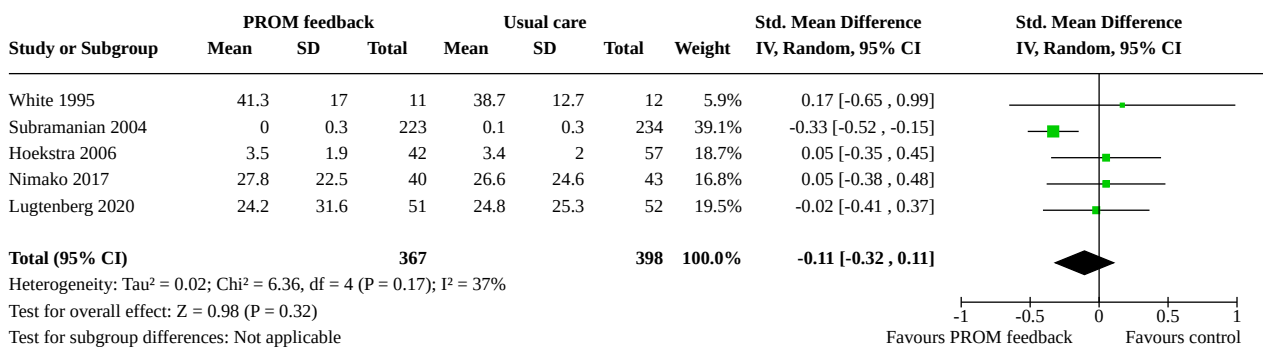 PROM feedback Usual care Std. Mean Difference Std. Mean Difference
Study or Subgroup Mean SD Total Mean SD Total Weight IV, Random, 95% CI IV, Random, 95% CI
White 1995 41.3 17 11 38.7 12.7 12 5.9% 0.17 [-0.65 , 0.99]
Subramanian 2004 0 0.3 223 0.1 0.3 234 39.1% -0.33 [-0.52 , -0.15]
Hoekstra 2006 3.5 1.9 42 3.4 2 57 18.7% 0.05 [-0.35 , 0.45]
Nimako 2017 27.8 22.5 40 26.6 24.6 43 16.8% 0.05 [-0.38 , 0.48]
Lugtenberg 2020 24.2 31.6 51 24.8 25.3 52 19.5% -0.02 [-0.41 , 0.37]
Total (95% CI) 367 398 100.0% -0.11 [-0.32 , 0.11]
Heterogeneity: Tau² = 0.02; Chi² = 6.36, df = 4 (P = 0.17); I² = 37%
Test for overall effect: Z = 0.98 (P = 0.32)
Test for subgroup differences: Not applicable
-1 -0.5 0 0.5 1
Favours PROM feedback Favours control